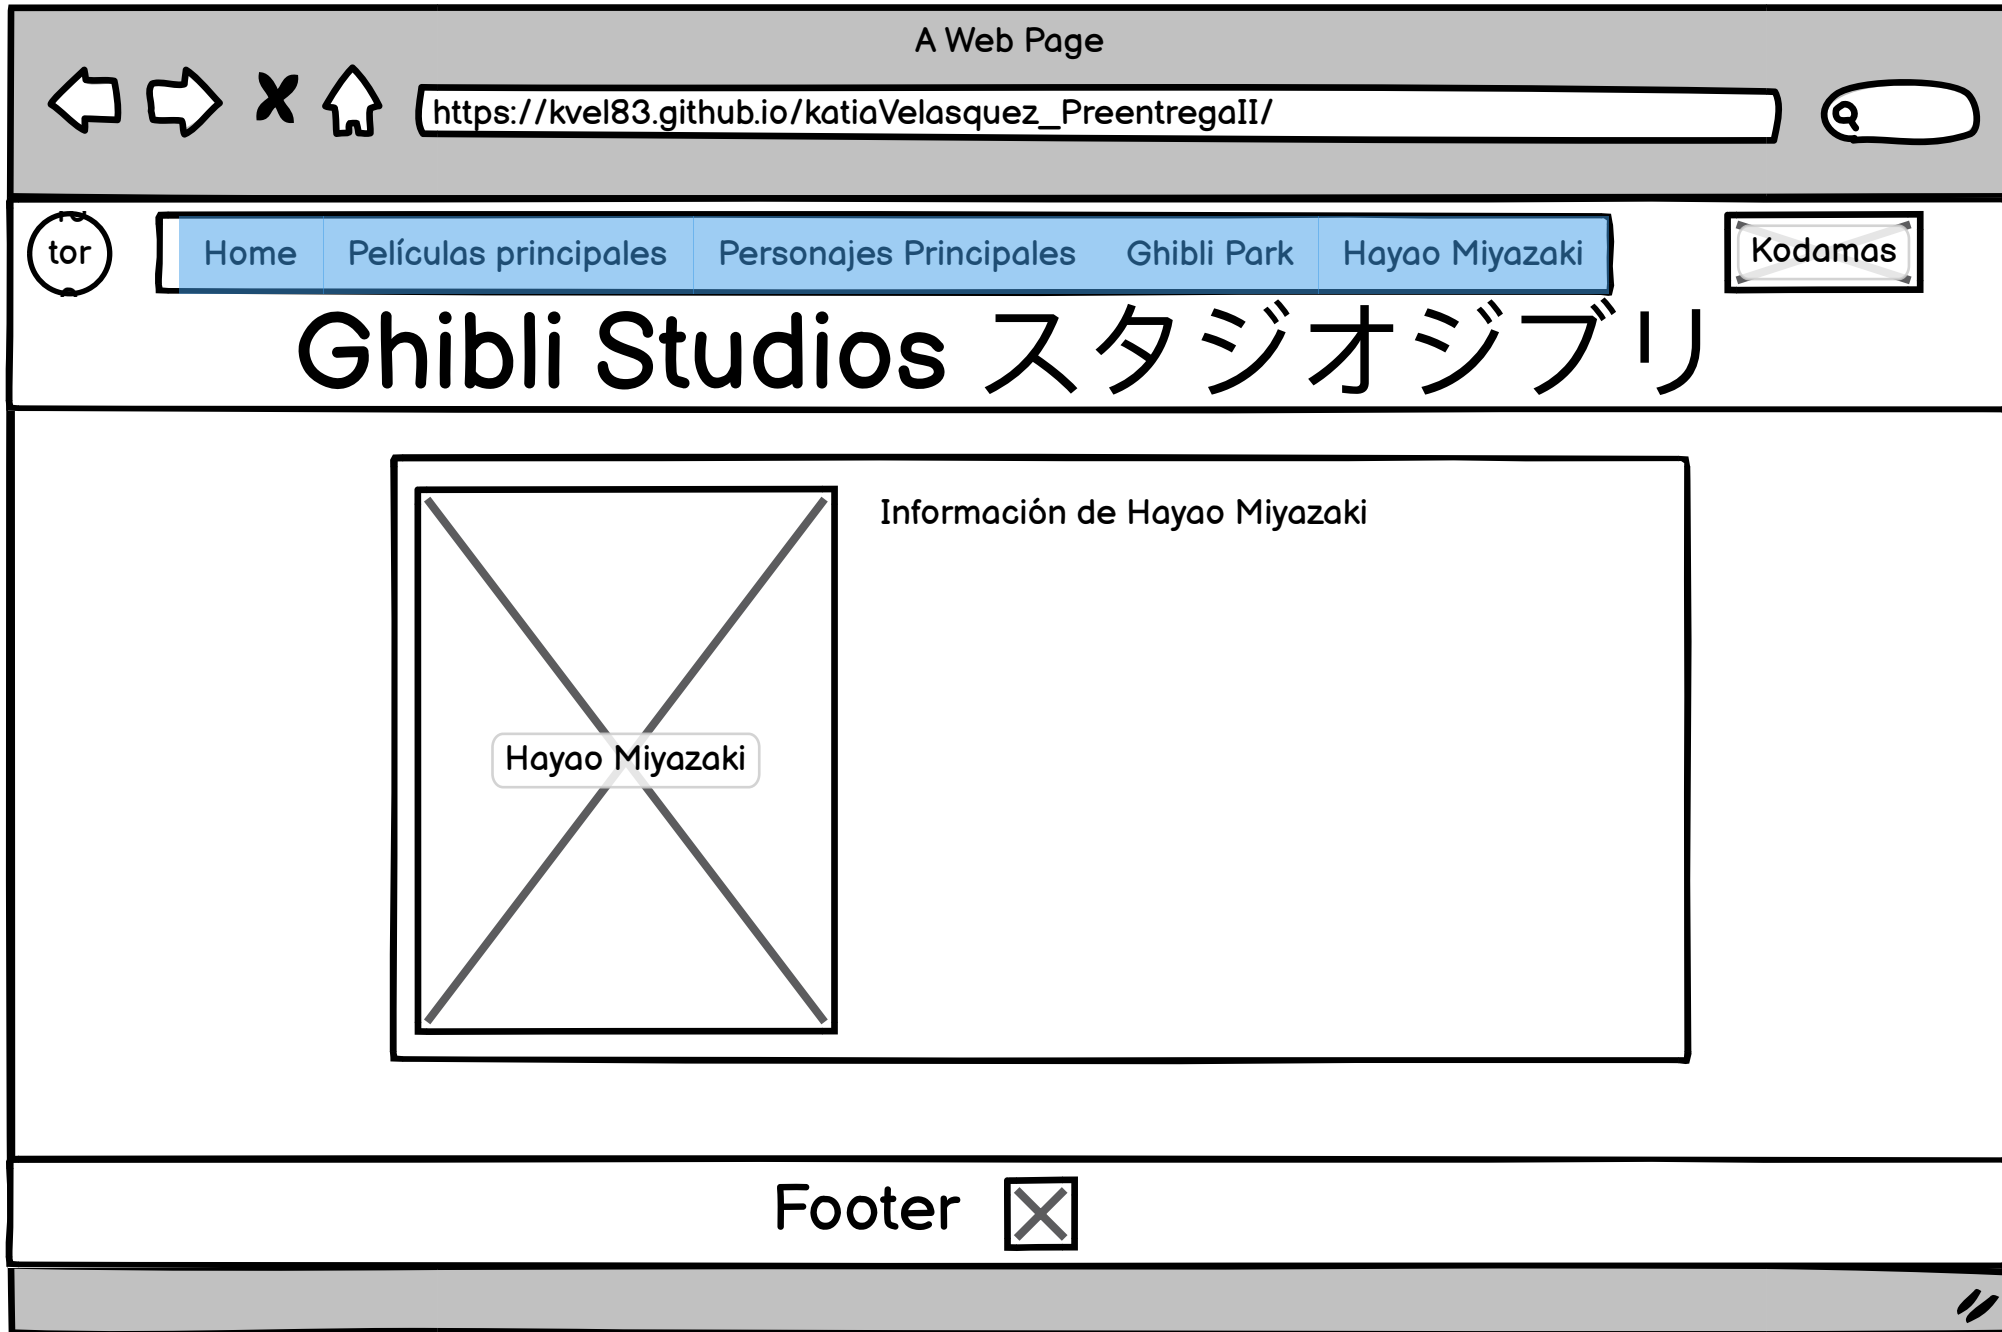 A Web Page
https://kvel83.github.io/katiaVelasquez_PreentregaII/
tor
Home Películas principales Personajes Principales Ghibli Park Hayao Miyazaki
Kodamas
Ghibli Studios スタジオジブリ
Información de Hayao Miyazaki
Hayao Miyazaki
Footer